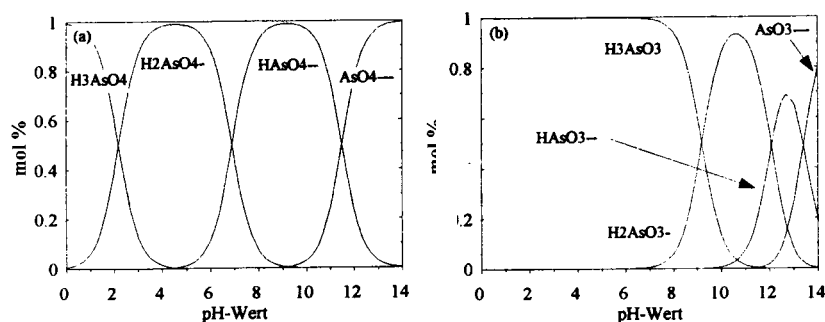 (a)
1
0.8
0.6
0.4
0.2
0
mol %
H3AsO4
H2AsO4-
HAsO4--
AsO4---
0 2 4 6 8 10 12 14
pH-Wert
(b)
1
0.8
.2
0
mol %
H3AsO3
AsO3---
HAsO3--
H2AsO3-
0 2 4 6 8 10 12 14
pH-Wert